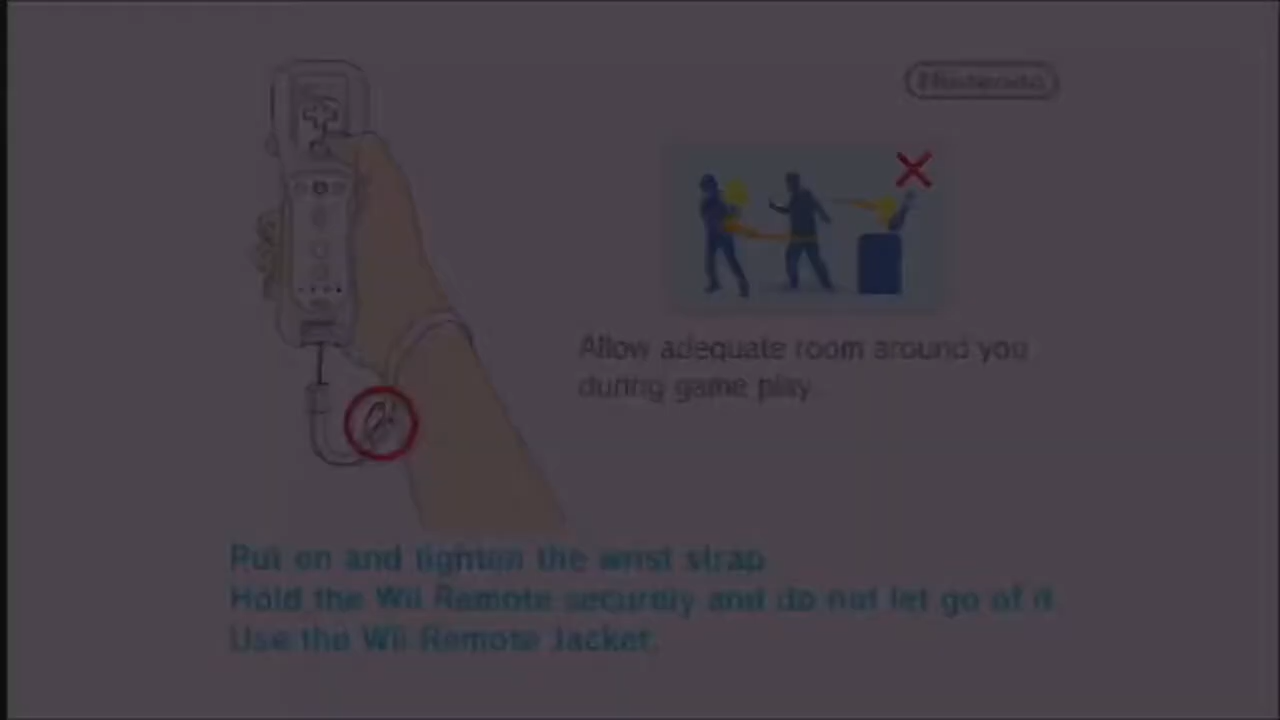 Nintendo
Allow adequate room around you
during game play.
Put on and tighten the wrist strap.
Hold the Wii Remote securely and do not let go of it.
Use the Wii Remote Jacket.